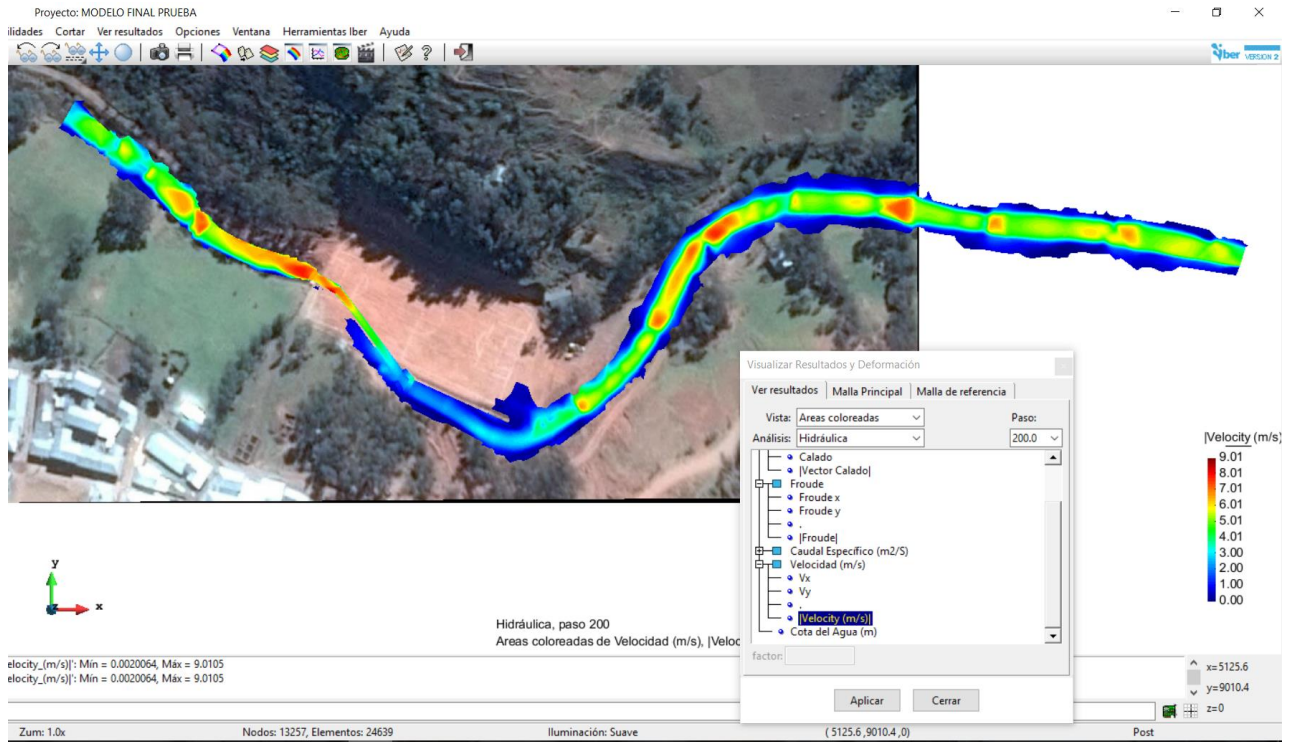 Proyecto: MODELO FINAL PRUEBA
ilidades Cortar Ver resultados Opciones Ventana Herramientas Iber Ayuda
Iber VERSION 2
Visualizar Resultados y Deformación
Ver resultados Malla Principal Malla de referencia
Vista: Areas coloreadas Paso:
Análisis: Hidráulica 200.0
Calado
|Vector Calado|
Froude
Froude x
Froude y
.
|Froude|
Caudal Específico (m2/S)
Velocidad (m/s)
Vx
Vy
.
|Velocity (m/s)|
Cota del Agua (m)
factor:
Aplicar Cerrar
|Velocity (m/s)
9.01
8.01
7.01
6.01
5.01
4.01
3.00
2.00
1.00
0.00
y
x
Hidráulica, paso 200
Areas coloreadas de Velocidad (m/s), |Veloc
elocity_(m/s)|': Mín = 0.0020064, Máx = 9.0105
elocity_(m/s)|': Mín = 0.0020064, Máx = 9.0105
x=5125.6
y=9010.4
z=0
Zum: 1.0x Nodos: 13257, Elementos: 24639 Iluminación: Suave ( 5125.6 ,9010.4 ,0) Post